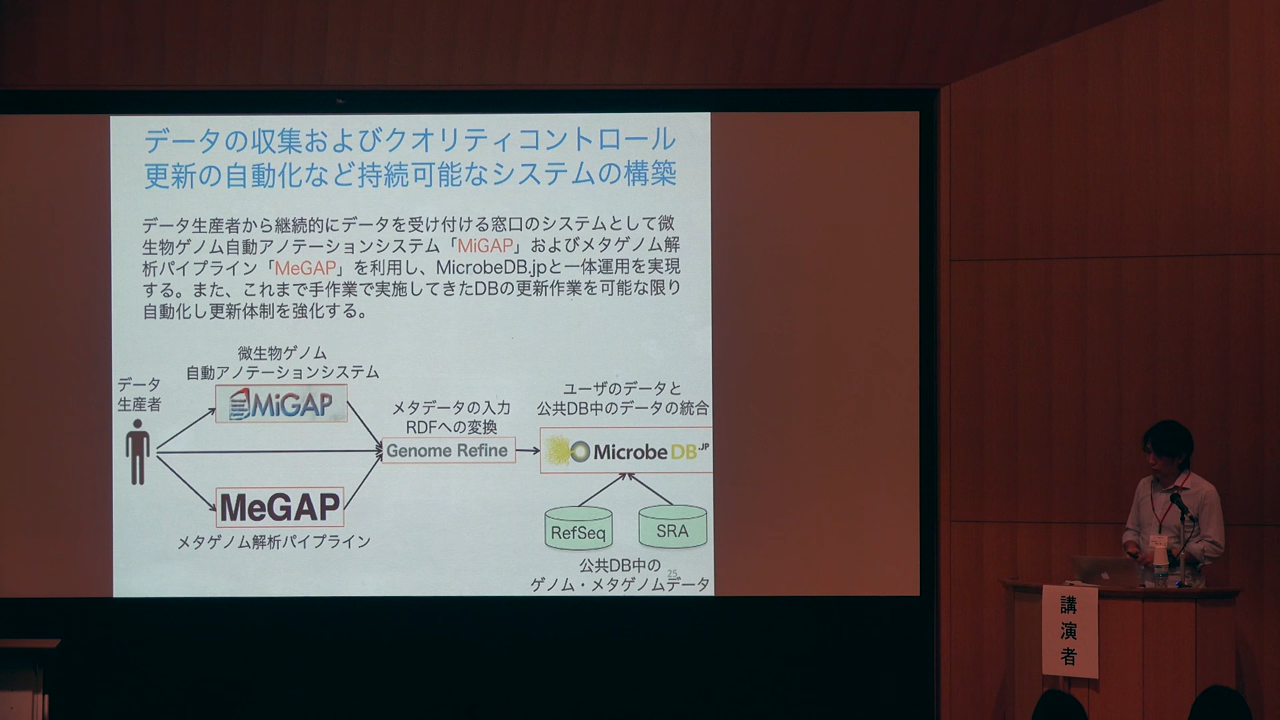 データの収集およびクオリティコントロール
更新の自動化など持続可能なシステムの構築
データ生産者から継続的にデータを受け付ける窓口のシステムとして微
生物ゲノム自動アノテーションシステム「MiGAP」およびメタゲノム解
析パイプライン「MeGAP」を利用し、MicrobeDB.jpと一体運用を実現
する。また、これまで手作業で実施してきたDBの更新作業を可能な限り
自動化し更新体制を強化する。
データ
生産者
微生物ゲノム
自動アノテーションシステム
MiGAP
MeGAP
メタゲノム解析パイプライン
メタデータの入力
RDFへの変換
Genome Refine
ユーザのデータと
公共DB中のデータの統合
MicrobeDB.JP
RefSeq
SRA
公共DB中の
ゲノム・メタゲノムデータ
25
講演者